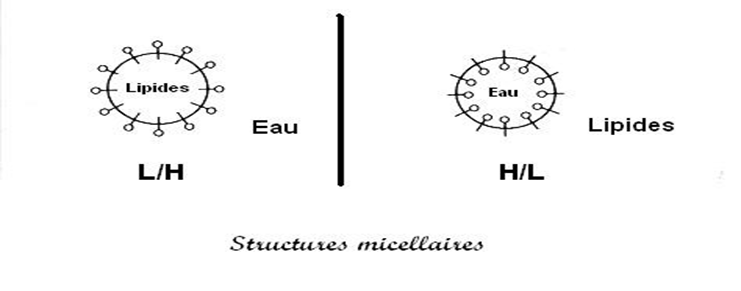 Lipides
Eau
L/H
Eau
Lipides
H/L
Structures micellaires